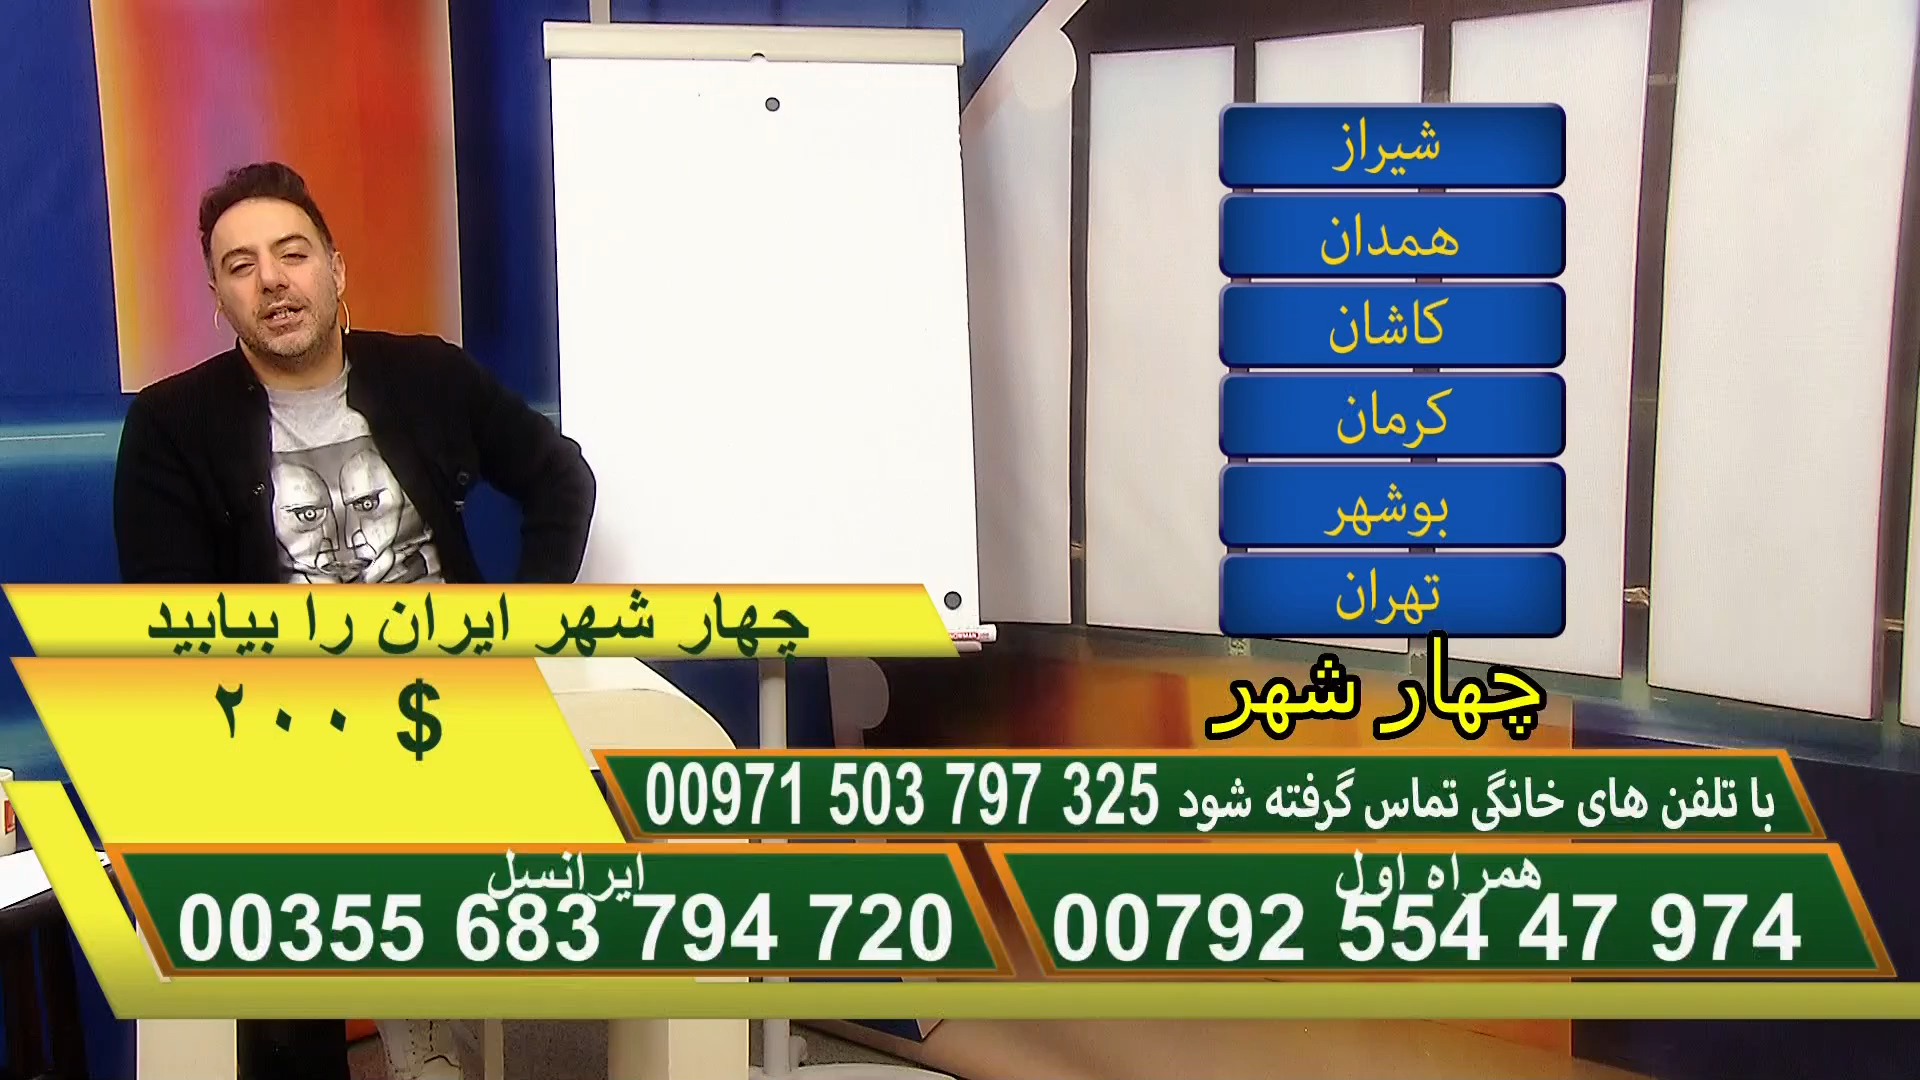 شیراز
همدان
کاشان
کرمان
بوشهر
تهران
چهار شهر
چهار شهر ایران را بیابید
۲۰۰ $
با تلفن های خانگی تماس گرفته شود 00971 503 797 325
ایرانسل
00355 683 794 720
همراه اول
00792 554 47 974